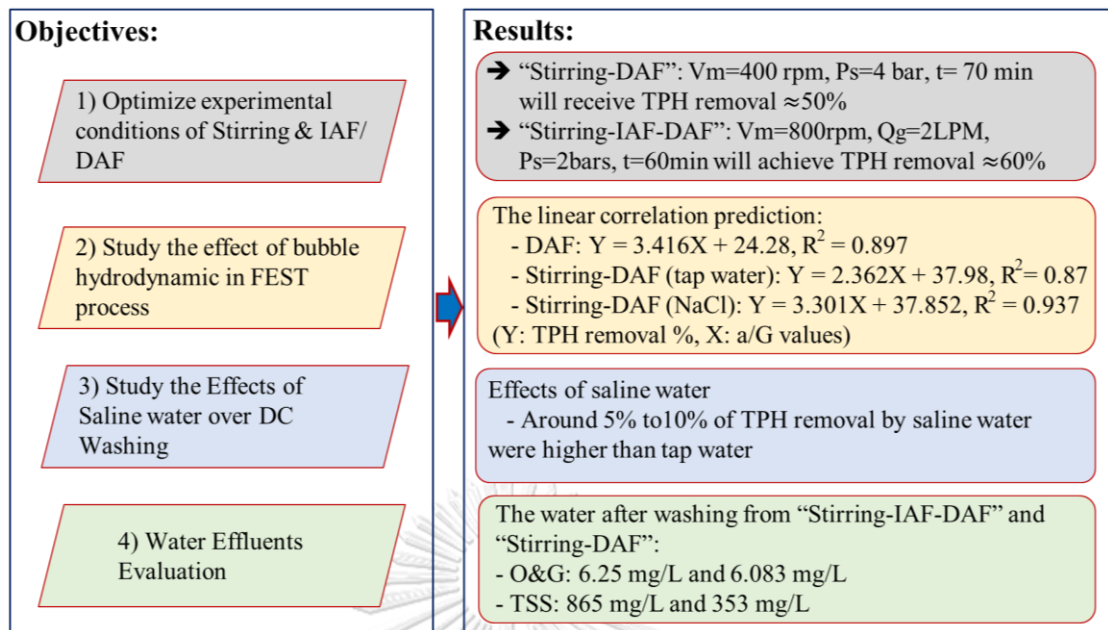 Objectives:
1) Optimize experimental
conditions of Stirring & IAF/
DAF
2) Study the effect of bubble
hydrodynamic in FEST
process
3) Study the Effects of
Saline water over DC
Washing
4) Water Effluents
Evaluation
Results:
➔ “Stirring-DAF”: Vm=400 rpm, Ps=4 bar, t= 70 min
will receive TPH removal ≈50%
➔ “Stirring-IAF-DAF”: Vm=800rpm, Qg=2LPM,
Ps=2bars, t=60min will achieve TPH removal ≈60%
The linear correlation prediction:
- DAF: Y = 3.416X + 24.28, R² = 0.897
- Stirring-DAF (tap water): Y = 2.362X + 37.98, R²= 0.87
- Stirring-DAF (NaCl): Y = 3.301X + 37.852, R² = 0.937
(Y: TPH removal %, X: a/G values)
Effects of saline water
- Around 5% to10% of TPH removal by saline water
were higher than tap water
The water after washing from “Stirring-IAF-DAF” and
“Stirring-DAF”:
- O&G: 6.25 mg/L and 6.083 mg/L
- TSS: 865 mg/L and 353 mg/L